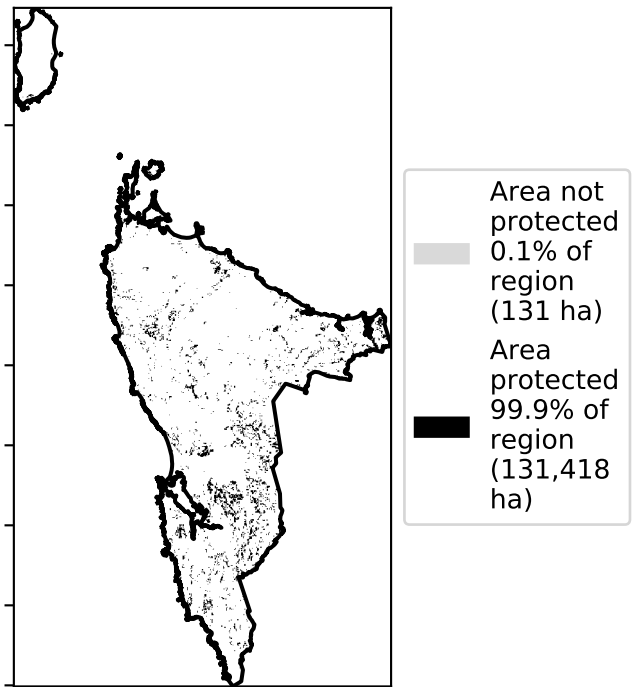 Area not
protected
0.1% of
region
(131 ha)
Area
protected
99.9% of
region
(131,418
ha)